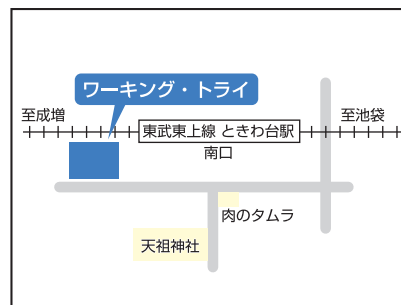 ワーキング・トライ
至成増
至池袋
東武東上線 ときわ台駅
南口
肉のタムラ
天祖神社